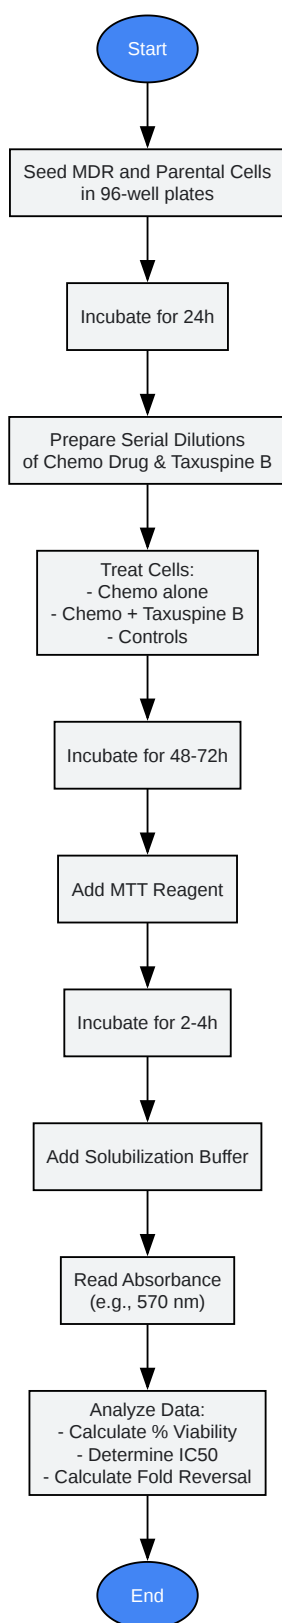 Start
Seed MDR and Parental Cells
in 96-well plates
Incubate for 24h
Prepare Serial Dilutions
of Chemo Drug & Taxuspine B
Treat Cells:
- Chemo alone
- Chemo + Taxuspine B
- Controls
Incubate for 48-72h
Add MTT Reagent
Incubate for 2-4h
Add Solubilization Buffer
Read Absorbance
(e.g., 570 nm)
Analyze Data:
- Calculate % Viability
- Determine IC50
- Calculate Fold Reversal
End